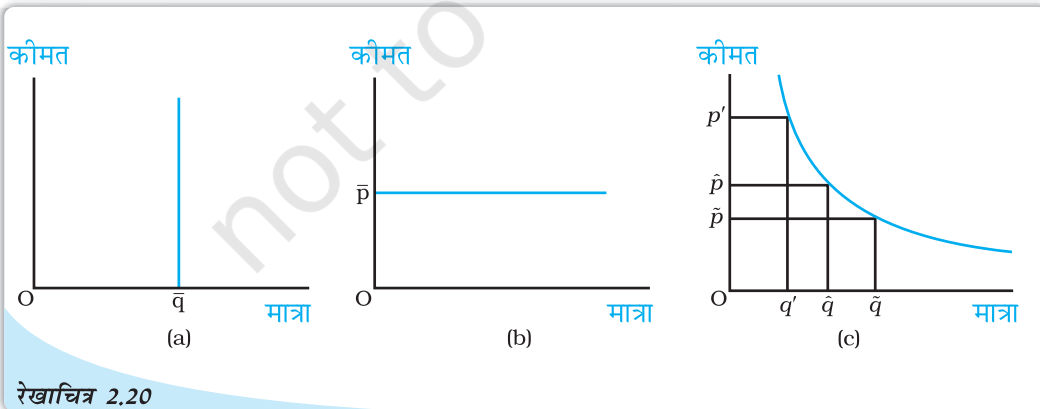 कीमत
O
q̅
मात्रा
(a)
कीमत
p̅
O
मात्रा
(b)
कीमत
p′
p̂
p̃
O
q′ q̂ q̃
मात्रा
(c)
not to
रेखाचित्र 2.20